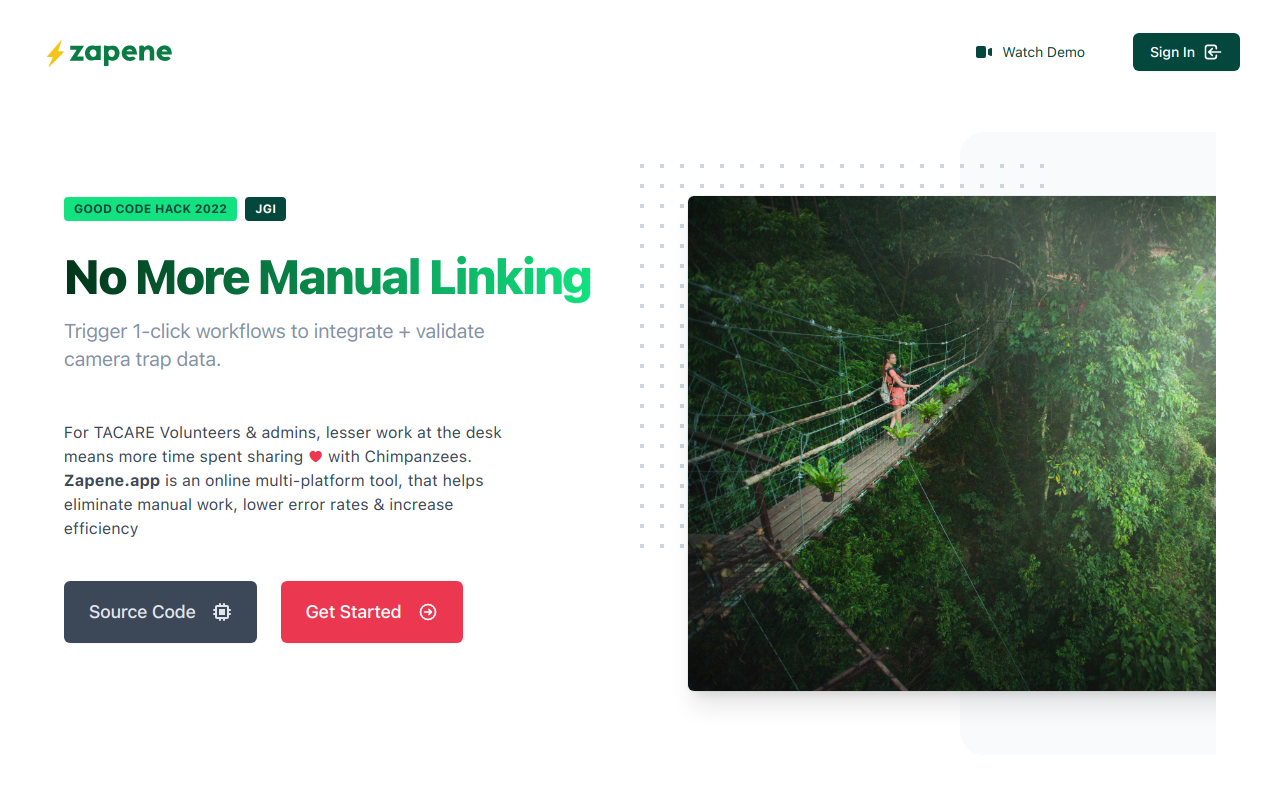 zapene
Watch Demo
Sign In
GOOD CODE HACK 2022
JGI
No More Manual Linking
Trigger 1-click workflows to integrate + validate
camera trap data.
For TACARE Volunteers & admins, lesser work at the desk
means more time spent sharing ♥ with Chimpanzees.
Zapene.app is an online multi-platform tool, that helps
eliminate manual work, lower error rates & increase
efficiency
Source Code
Get Started